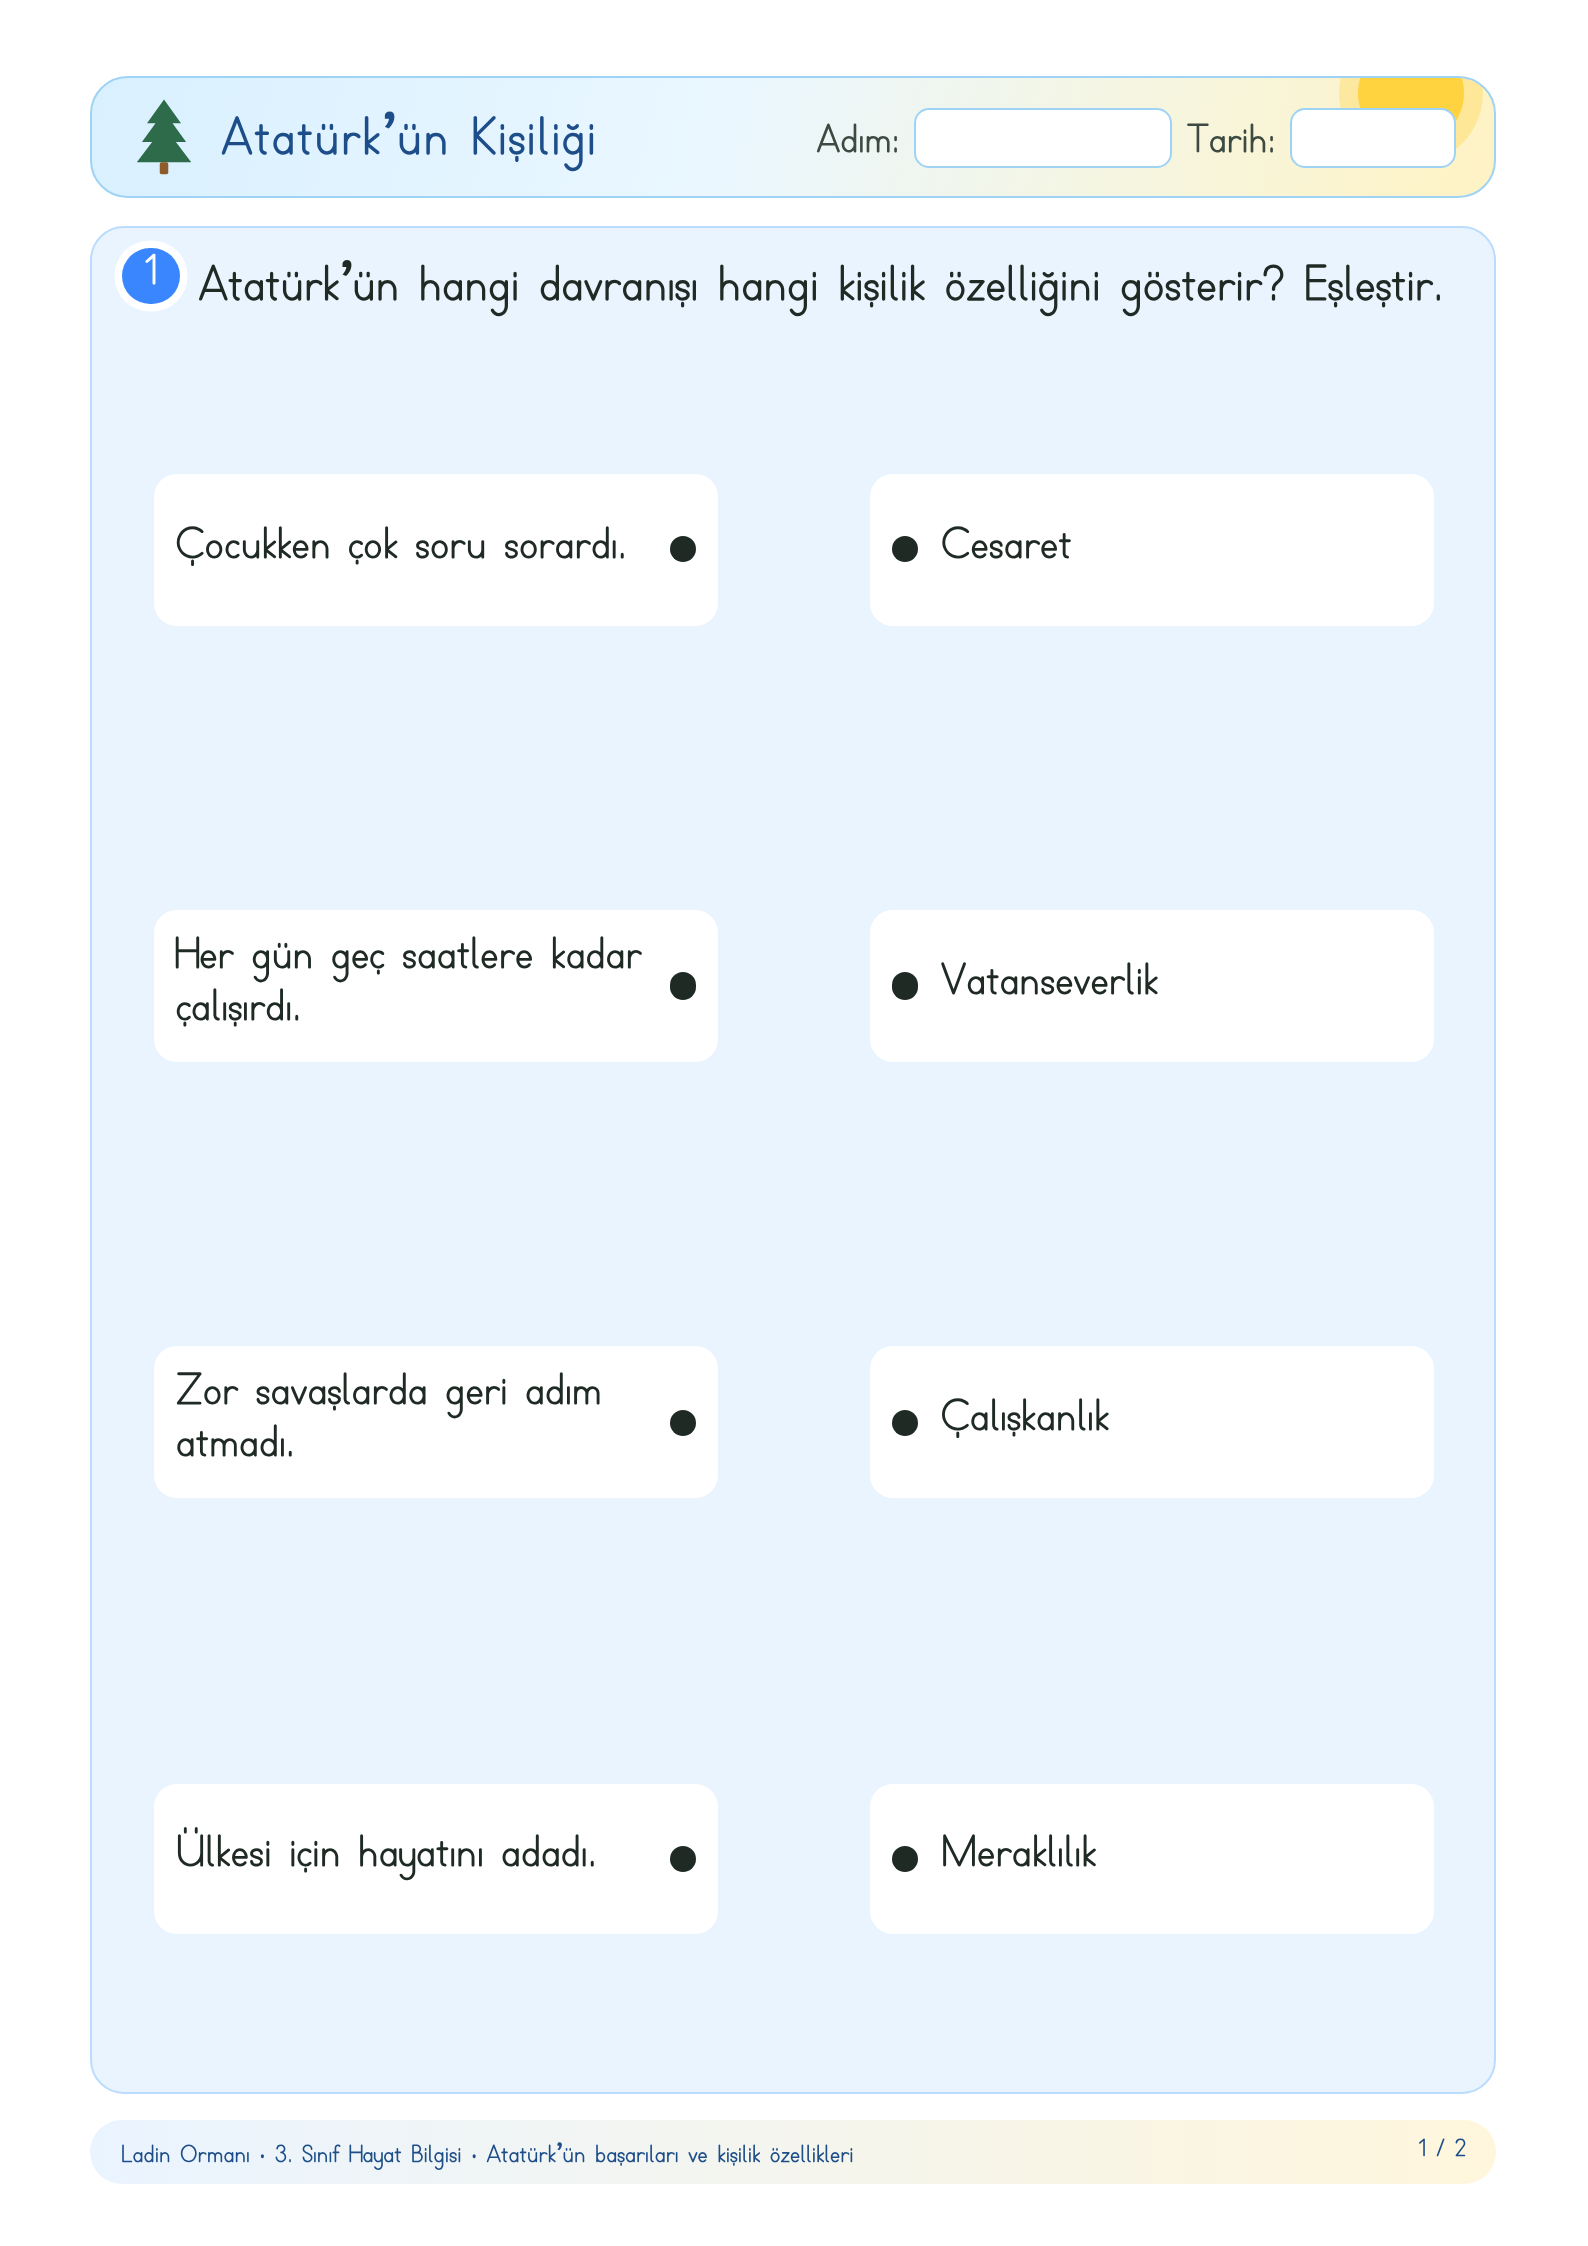 Atatürk’ün Kişiliği
Adım:
Tarih:
1
Atatürk’ün hangi davranışı hangi kişilik özelliğini gösterir? Eşleştir.
Çocukken çok soru sorardı.
Cesaret
Her gün geç saatlere kadar
çalışırdı.
Vatanseverlik
Zor savaşlarda geri adım
atmadı.
Çalışkanlık
Ülkesi için hayatını adadı.
Meraklılık
Ladin Ormanı • 3. Sınıf Hayat Bilgisi • Atatürk’ün başarıları ve kişilik özellikleri
1 / 2